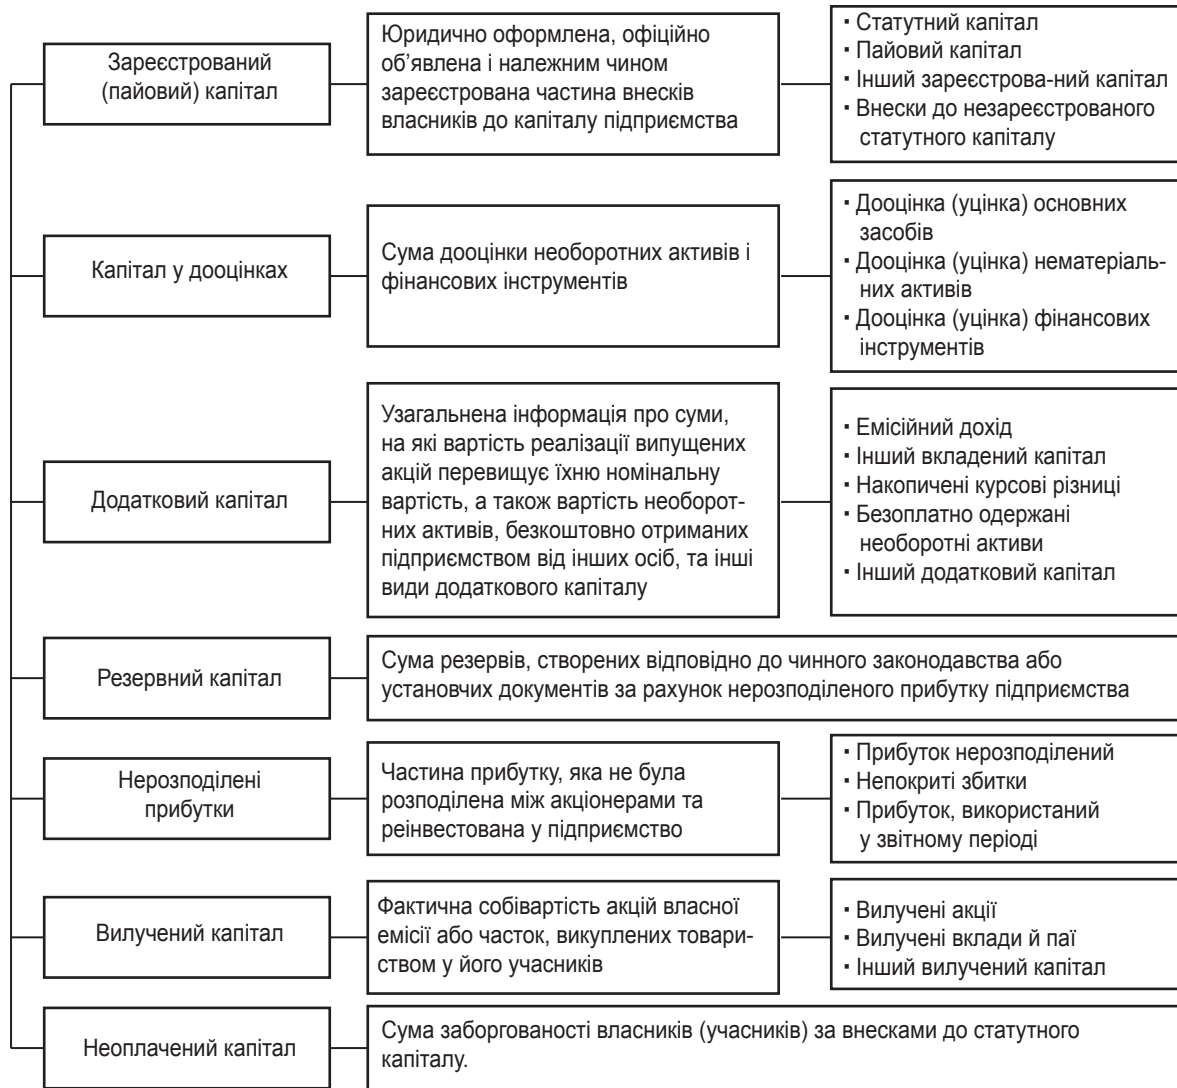 Зареєстрований
(пайовий) капітал
Юридично оформлена, офіційно
об’явлена і належним чином
зареєстрована частина внесків
власників до капіталу підприємства
· Статутний капітал
· Пайовий капітал
· Інший зареєстрова-ний капітал
· Внески до незареєстрованого
статутного капіталу
Капітал у дооцінках
Сума дооцінки необоротних активів і
фінансових інструментів
· Дооцінка (уцінка) основних
засобів
· Дооцінка (уцінка) нематеріаль-
них активів
· Дооцінка (уцінка) фінансових
інструментів
Додатковий капітал
Узагальнена інформація про суми,
на які вартість реалізації випущених
акцій перевищує їхню номінальну
вартість, а також вартість необорот-
них активів, безкоштовно отриманих
підприємством від інших осіб, та інші
види додаткового капіталу
· Емісійний дохід
· Інший вкладений капітал
· Накопичені курсові різниці
· Безоплатно одержані
необоротні активи
· Інший додатковий капітал
Резервний капітал
Сума резервів, створених відповідно до чинного законодавства або
установчих документів за рахунок нерозподіленого прибутку підприємства
Нерозподілені
прибутки
Частина прибутку, яка не була
розподілена між акціонерами та
реінвестована у підприємство
· Прибуток нерозподілений
· Непокриті збитки
· Прибуток, використаний
у звітному періоді
Вилучений капітал
Фактична собівартість акцій власної
емісії або часток, викуплених товари-
ством у його учасників
· Вилучені акції
· Вилучені вклади й паї
· Інший вилучений капітал
Неоплачений капітал
Сума заборгованості власників (учасників) за внесками до статутного
капіталу.